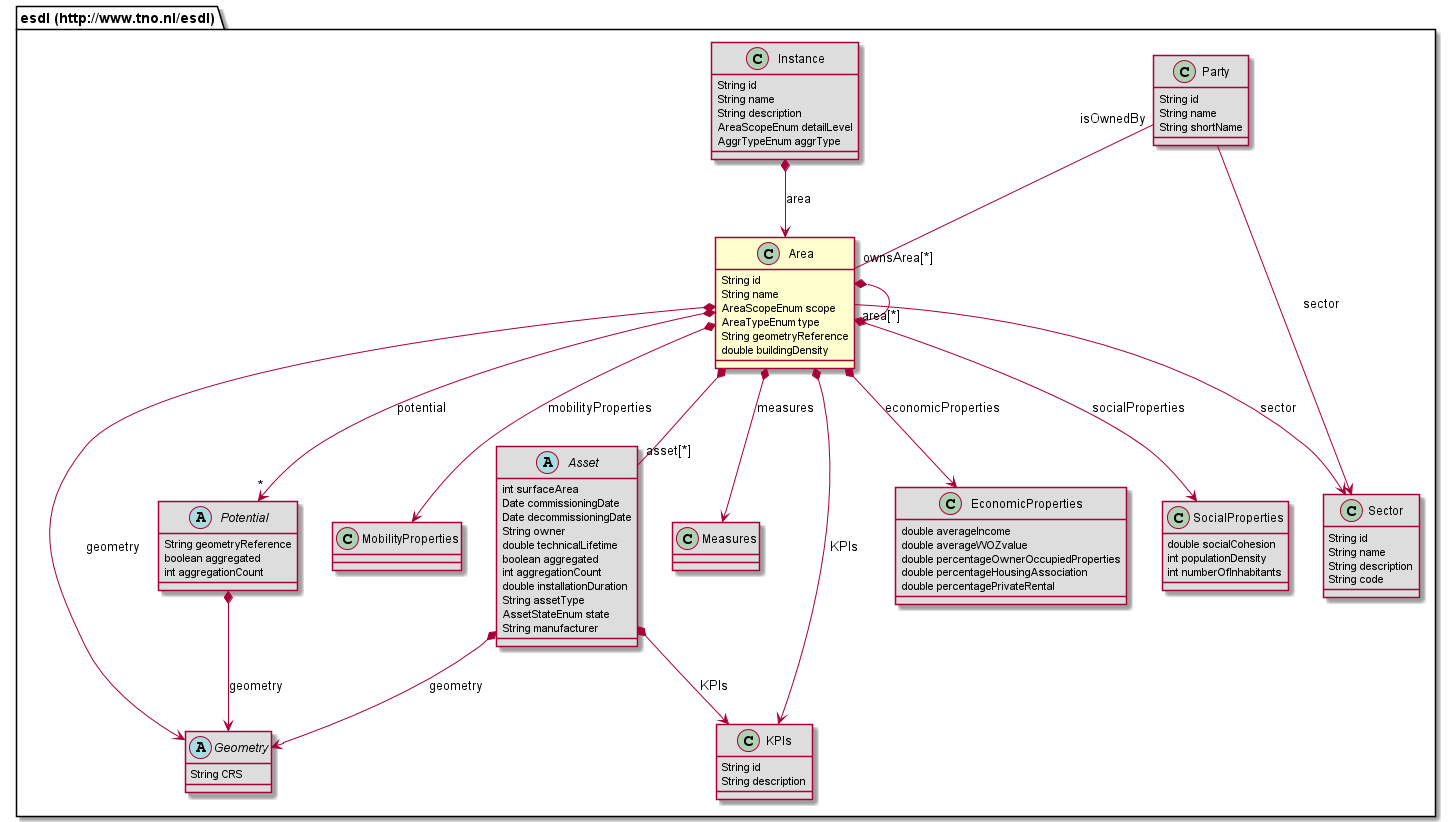 esdl (http://www.tno.nl/esdl)
C Instance
String id
String name
String description
AreaScopeEnum detailLevel
AggrTypeEnum aggrType
C Party
String id
String name
String shortName
isOwnedBy
area
C Area
String id
String name
AreaScopeEnum scope
AreaTypeEnum type
String geometryReference
double buildingDensity
ownsArea[*]
area[*]
sector
potential
mobilityProperties
measures
economicProperties
socialProperties
sector
asset[*]
*
A Potential
String geometryReference
boolean aggregated
int aggregationCount
C MobilityProperties
A Asset
int surfaceArea
Date commissioningDate
Date decommissioningDate
String owner
double technicalLifetime
boolean aggregated
int aggregationCount
double installationDuration
String assetType
AssetStateEnum state
String manufacturer
C Measures
C EconomicProperties
double averageIncome
double averageWOZvalue
double percentageOwnerOccupiedProperties
double percentageHousingAssociation
double percentagePrivateRental
C SocialProperties
double socialCohesion
int populationDensity
int numberOfInhabitants
C Sector
String id
String name
String description
String code
geometry
KPIs
geometry
geometry
KPIs
A Geometry
String CRS
C KPIs
String id
String description